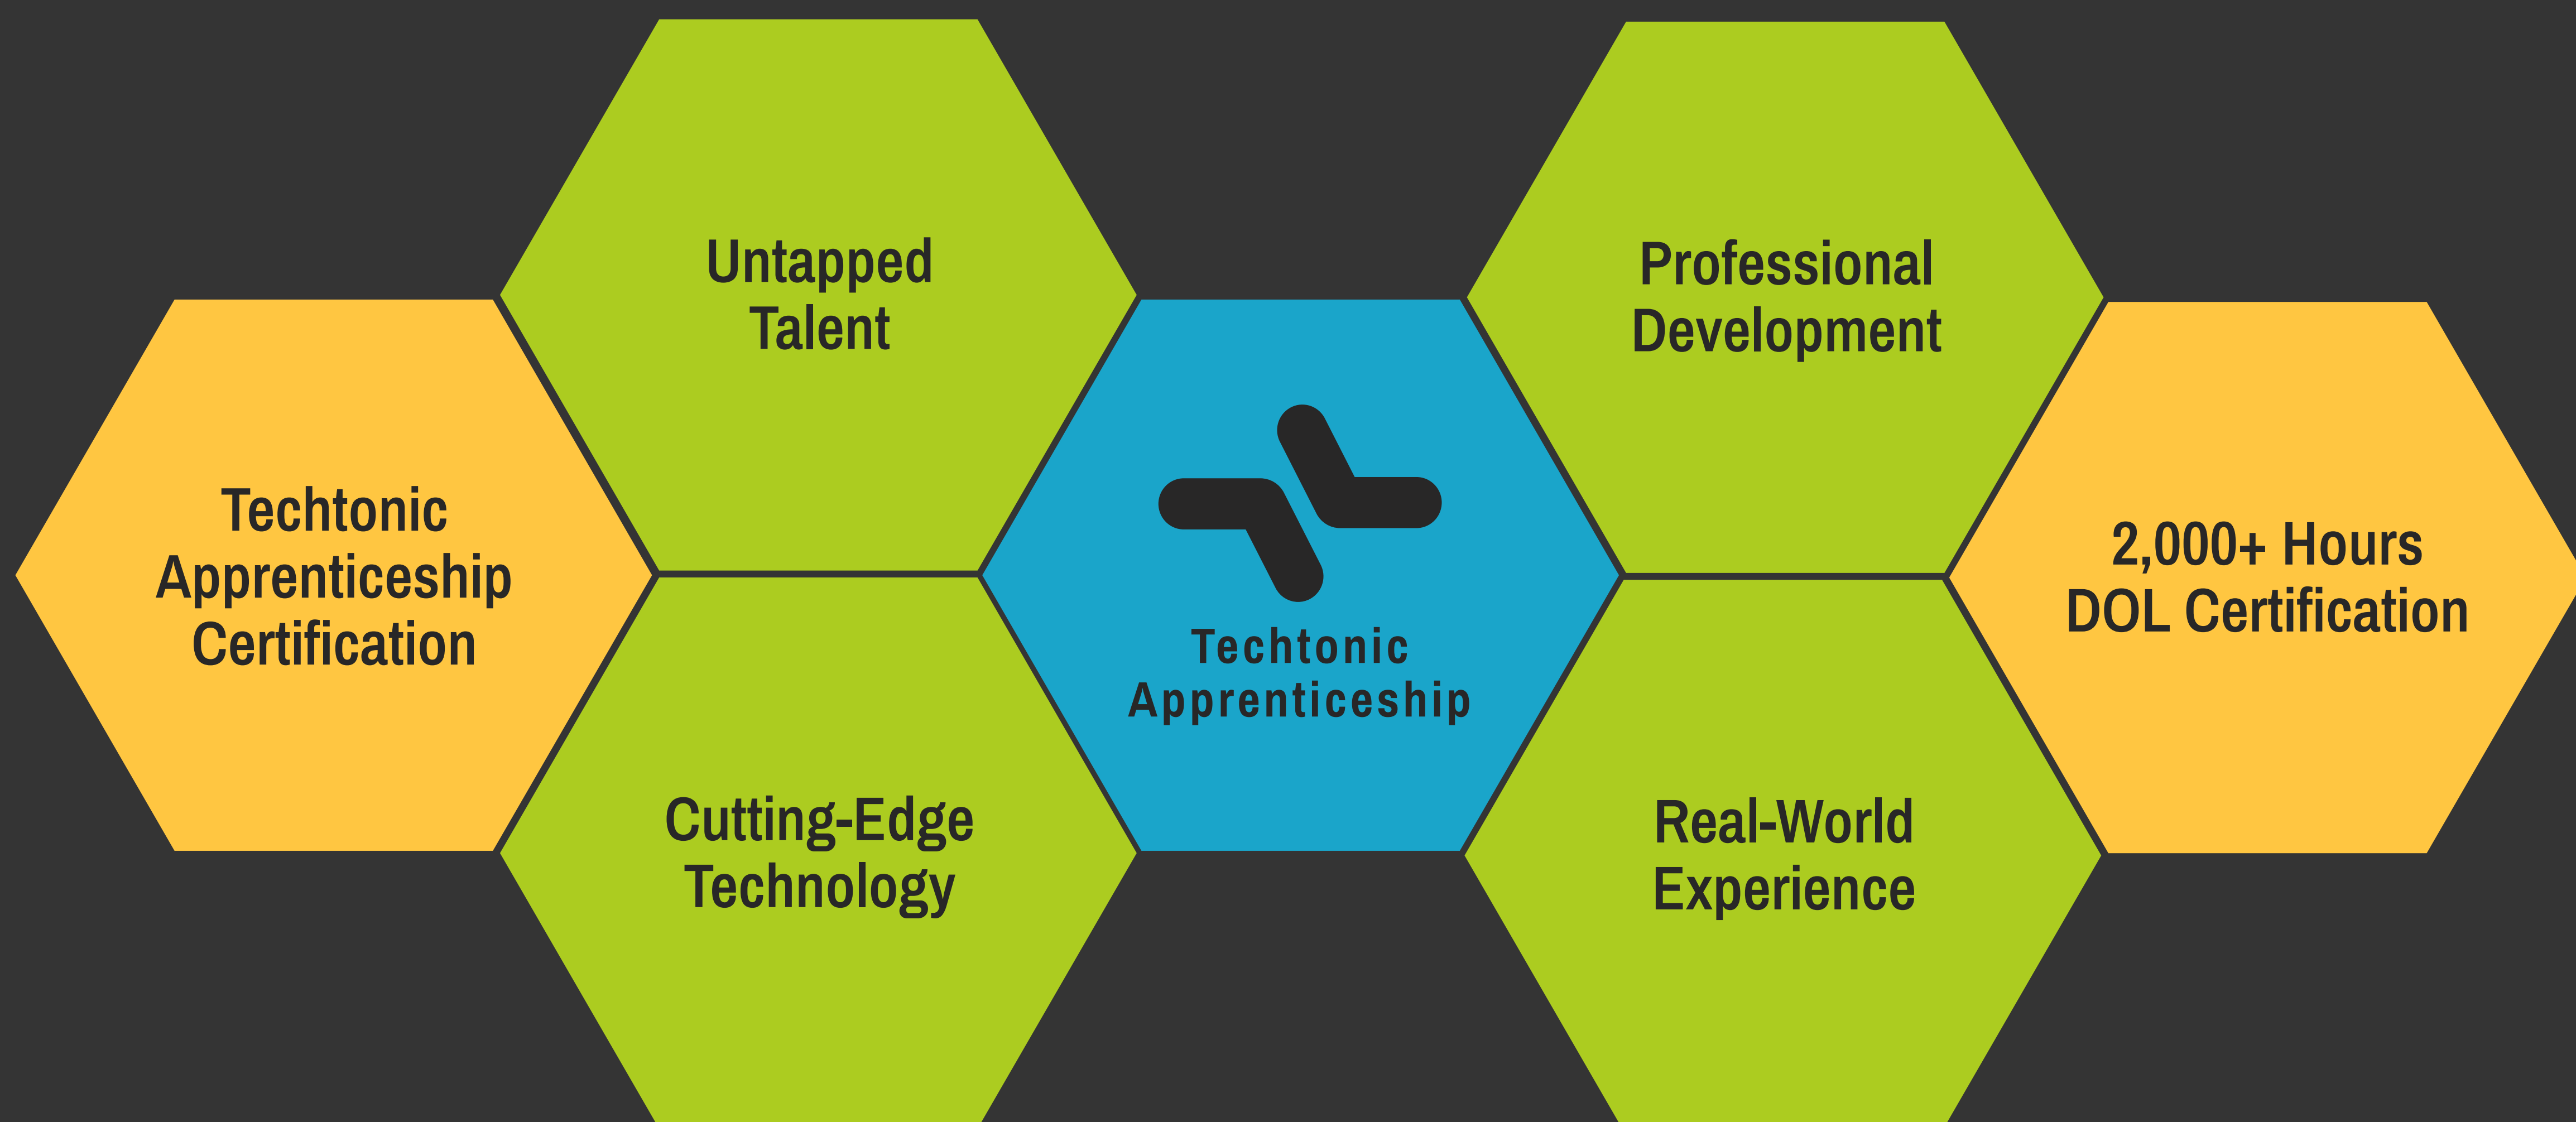 Techtonic
Apprenticeship
Certification
Untapped
Talent
Cutting-Edge
Technology
Techtonic
Apprenticeship
Professional
Development
Real-World
Experience
2,000+ Hours
DOL Certification